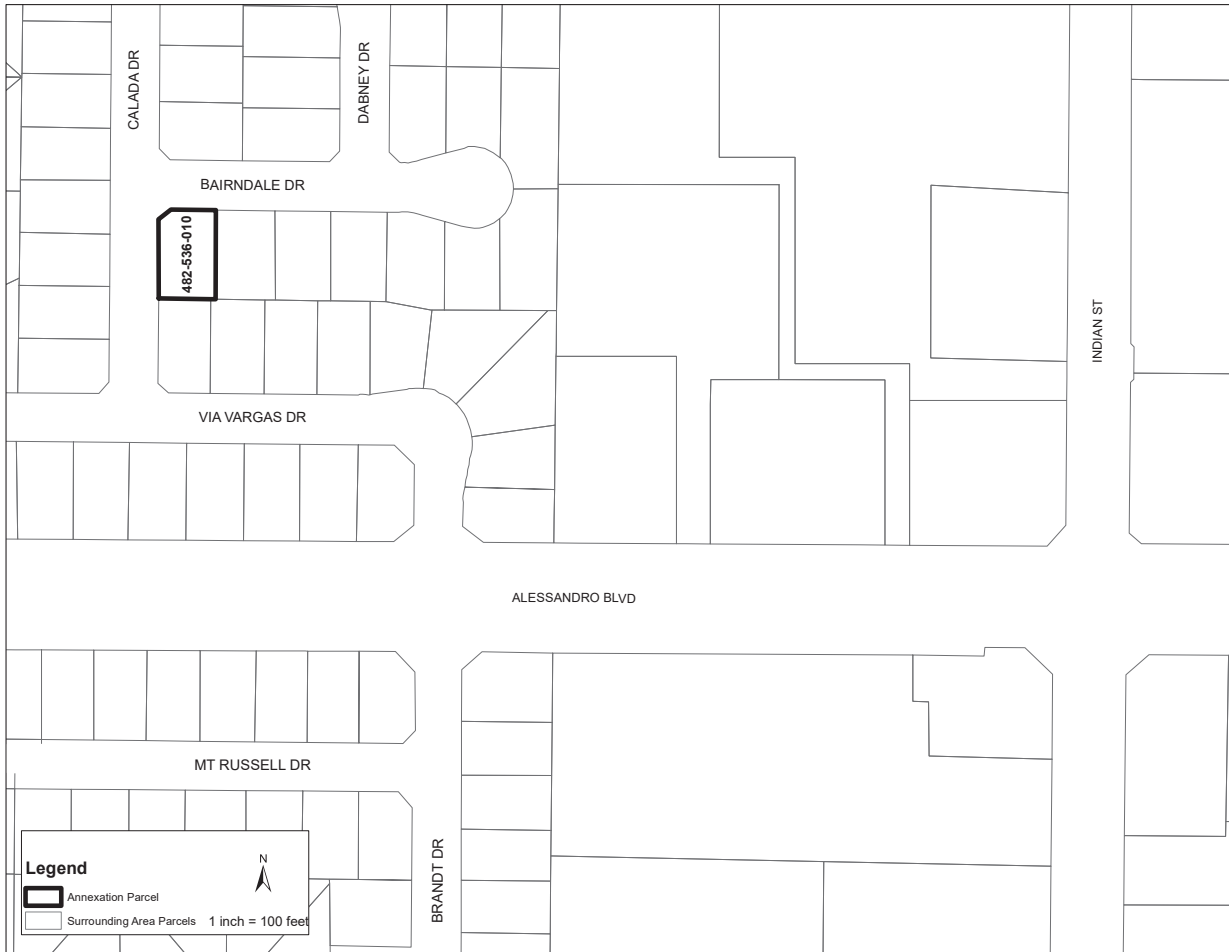 CALADA DR
DABNEY DR
BAIRNDALE DR
482-536-010
INDIAN ST
VIA VARGAS DR
ALESSANDRO BLVD
MT RUSSELL DR
BRANDT DR
Legend
N
Annexation Parcel
Surrounding Area Parcels 1 inch = 100 feet